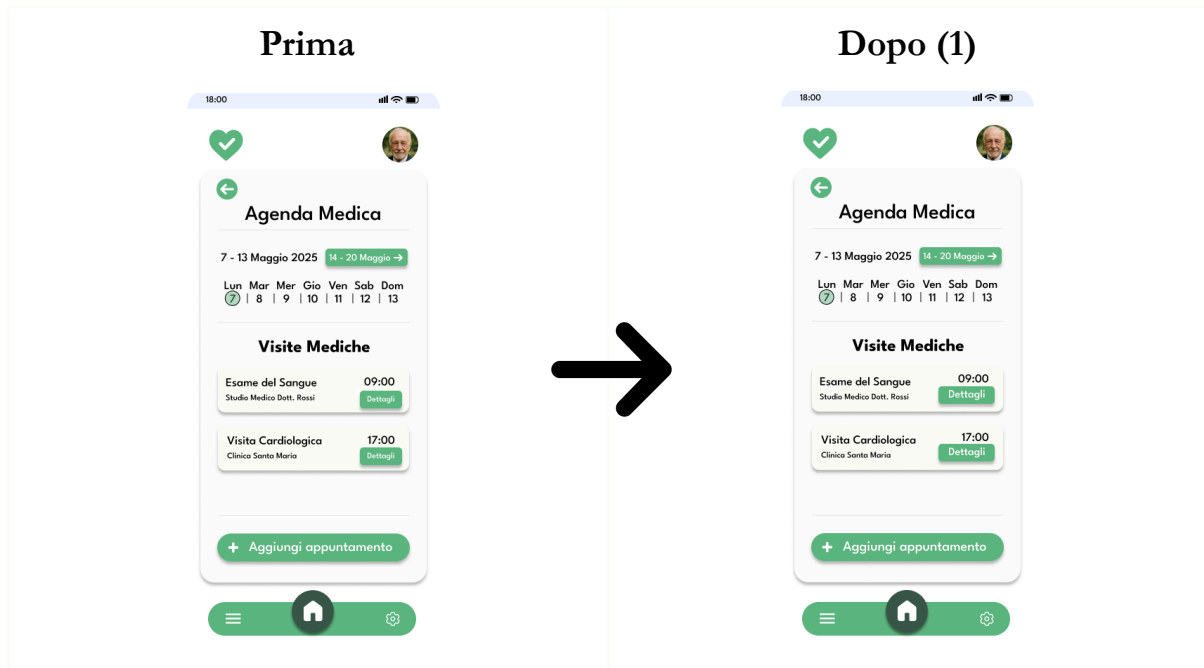 Prima
18:00
Agenda Medica
7 - 13 Maggio 2025 14 - 20 Maggio →
Lun Mar Mer Gio Ven Sab Dom
7 | 8 | 9 | 10 | 11 | 12 | 13
Visite Mediche
Esame del Sangue 09:00
Studio Medico Dott. Rossi Dettagli
Visita Cardiologica 17:00
Clinica Santa Maria Dettagli
+ Aggiungi appuntamento
Dopo (1)
18:00
Agenda Medica
7 - 13 Maggio 2025 14 - 20 Maggio →
Lun Mar Mer Gio Ven Sab Dom
7 | 8 | 9 | 10 | 11 | 12 | 13
Visite Mediche
Esame del Sangue 09:00
Studio Medico Dott. Rossi Dettagli
Visita Cardiologica 17:00
Clinica Santa Maria Dettagli
+ Aggiungi appuntamento